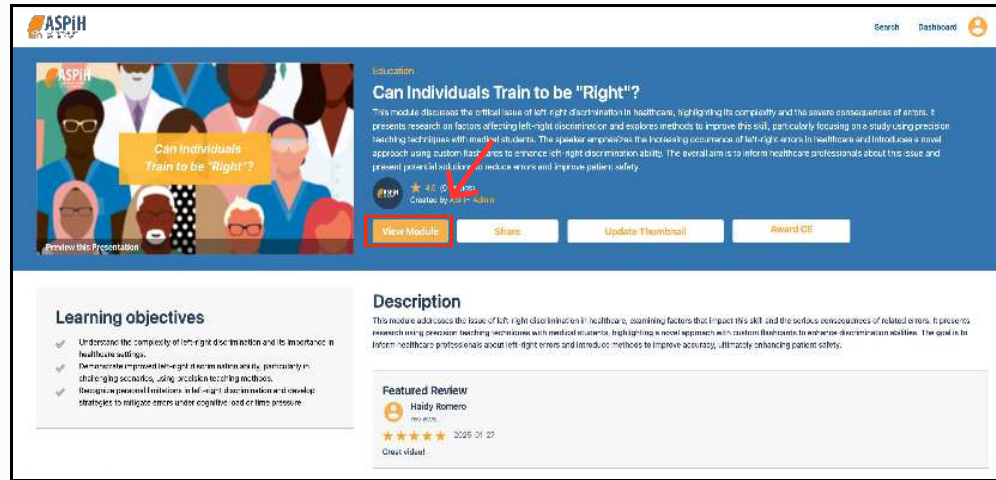 ASPiH
Search Dashboard
ASPiH
Can Individuals
Train to be "Right"?
Preview this Presentation
Education
Can Individuals Train to be "Right"?
This module discusses the critical issue of left-right discrimination in healthcare, highlighting its complexity and the severe consequences of errors. It
presents research on factors affecting left-right discrimination and explores methods to improve this skill, particularly focusing on a study using precision
teaching techniques with medical students. The speaker emphasizes the increasing occurrence of left-right errors in healthcare and introduces a novel
approach using custom flashcards to enhance left-right discrimination ability. The overall aim is to inform healthcare professionals about this issue and
present potential solutions to reduce errors and improve patient safety.
4.0
Created by ASPiH Admin
View Module Share Update Thumbnail Award CE
Learning objectives
Understand the complexity of left-right discrimination and its importance in
healthcare settings.
Demonstrate improved left-right discrimination ability, particularly in
challenging scenarios, using precision teaching methods.
Recognize personal limitations in left-right discrimination and develop
strategies to mitigate errors under cognitive load or time pressure.
Description
This module addresses the issue of left-right discrimination in healthcare, examining factors that impact this skill and the serious consequences of related errors. It presents
research using precision teaching techniques with medical students, highlighting a novel approach with custom flashcards to enhance discrimination abilities. The goal is to
inform healthcare professionals about left-right errors and introduce methods to improve accuracy, ultimately enhancing patient safety.
Featured Review
Haidy Romero
reviews
2025-01-27
Great video!